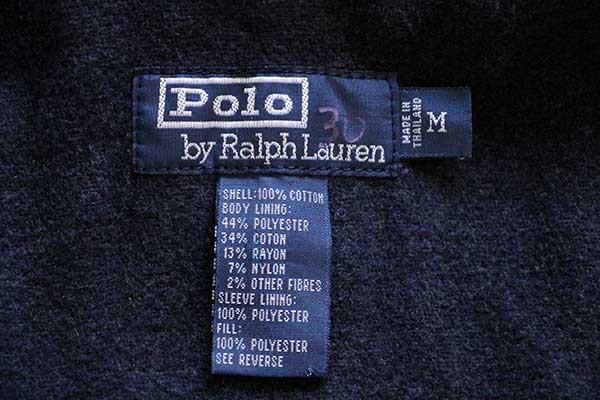 Polo
30
by Ralph Lauren
MADE IN
THAILAND
M
SHELL:100% COTTON
BODY LINING:
44% POLYESTER
34% COTON
13% RAYON
7% NYLON
2% OTHER FIBRES
SLEEVE LINING:
100% POLYESTER
FILL:
100% POLYESTER
SEE REVERSE